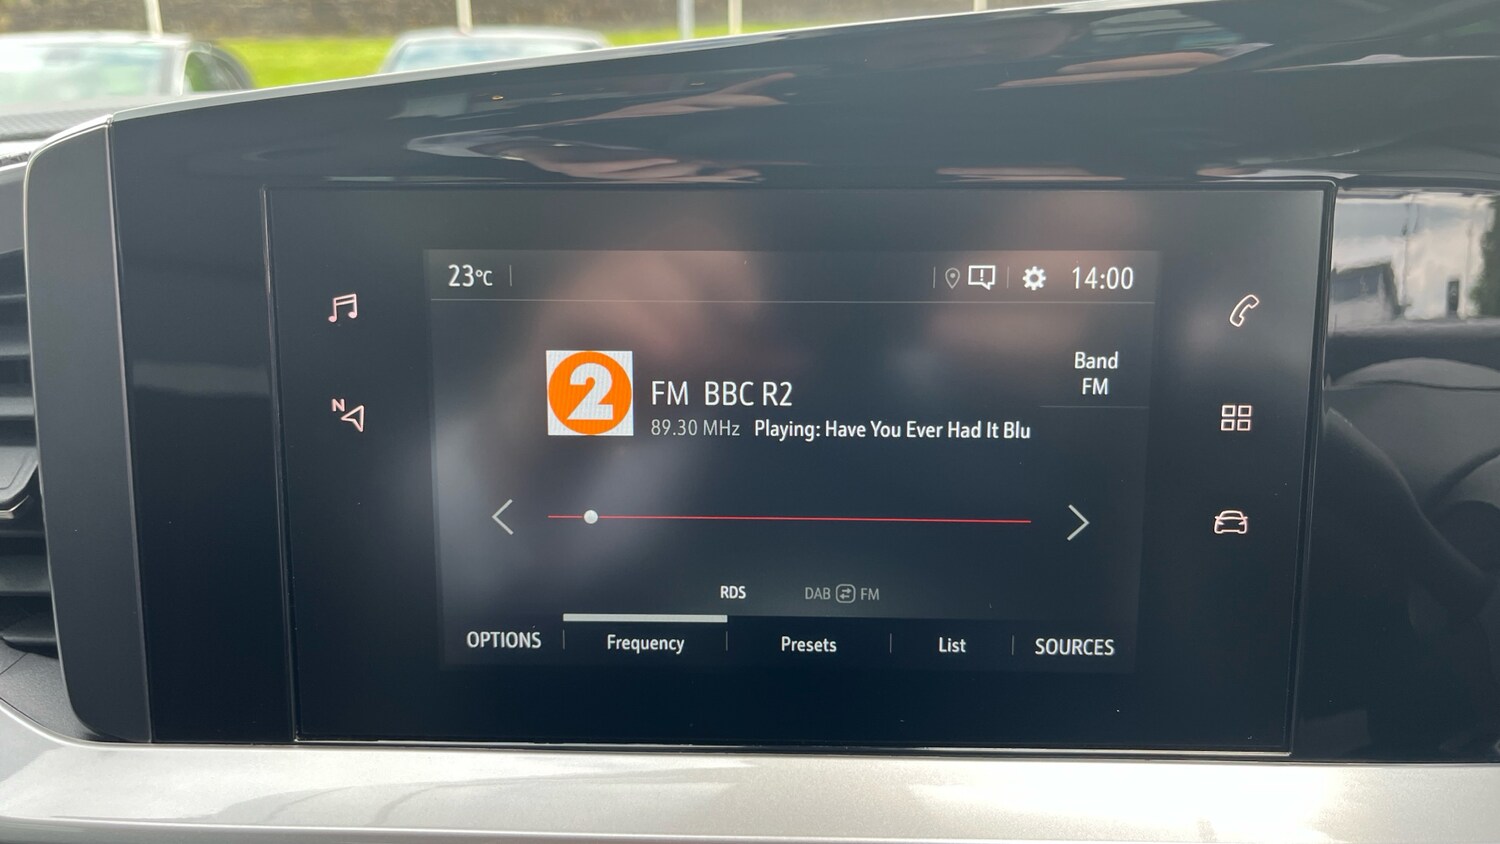 23°C
14:00
N
2
FM BBC R2
89.30 MHz Playing: Have You Ever Had It Blu
Band
FM
RDS
DAB FM
OPTIONS
Frequency
Presets
List
SOURCES